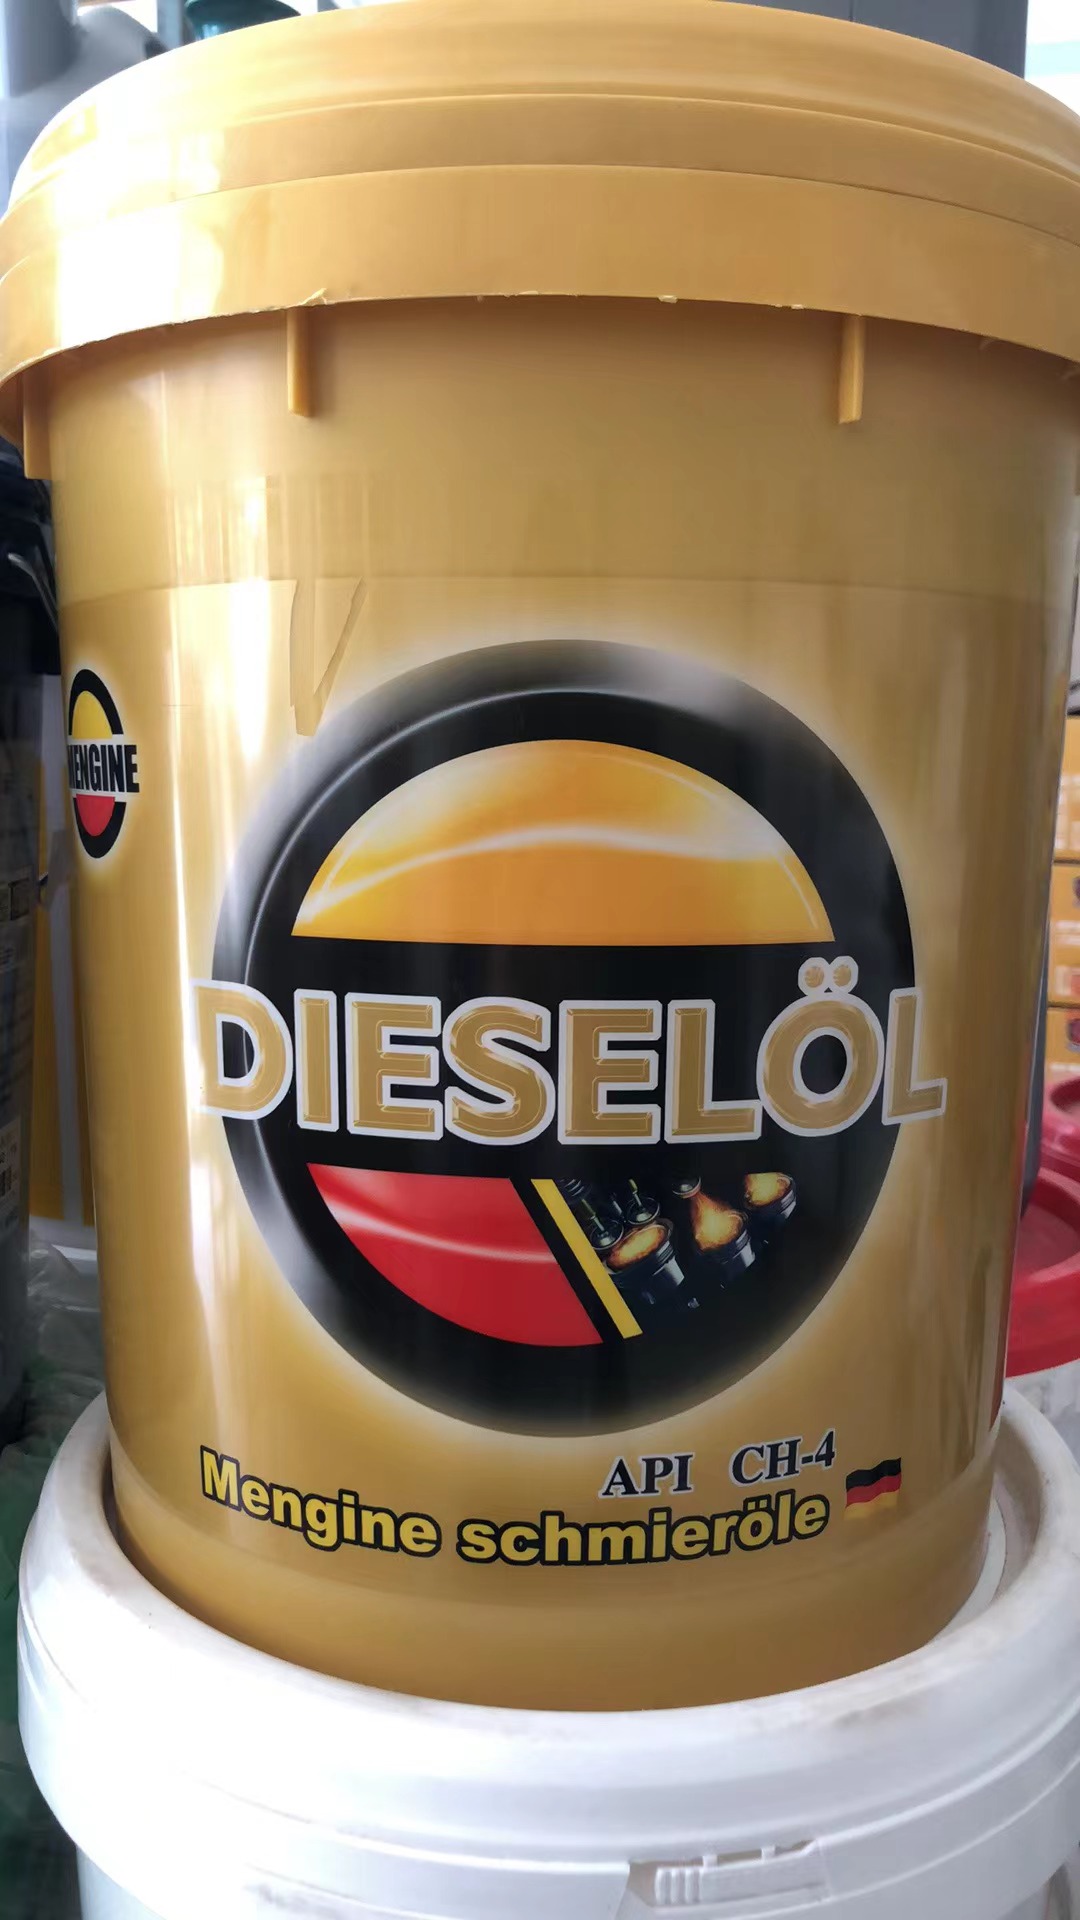 MENGINE
DIESELÖL
API CH-4
Mengine schmieröle